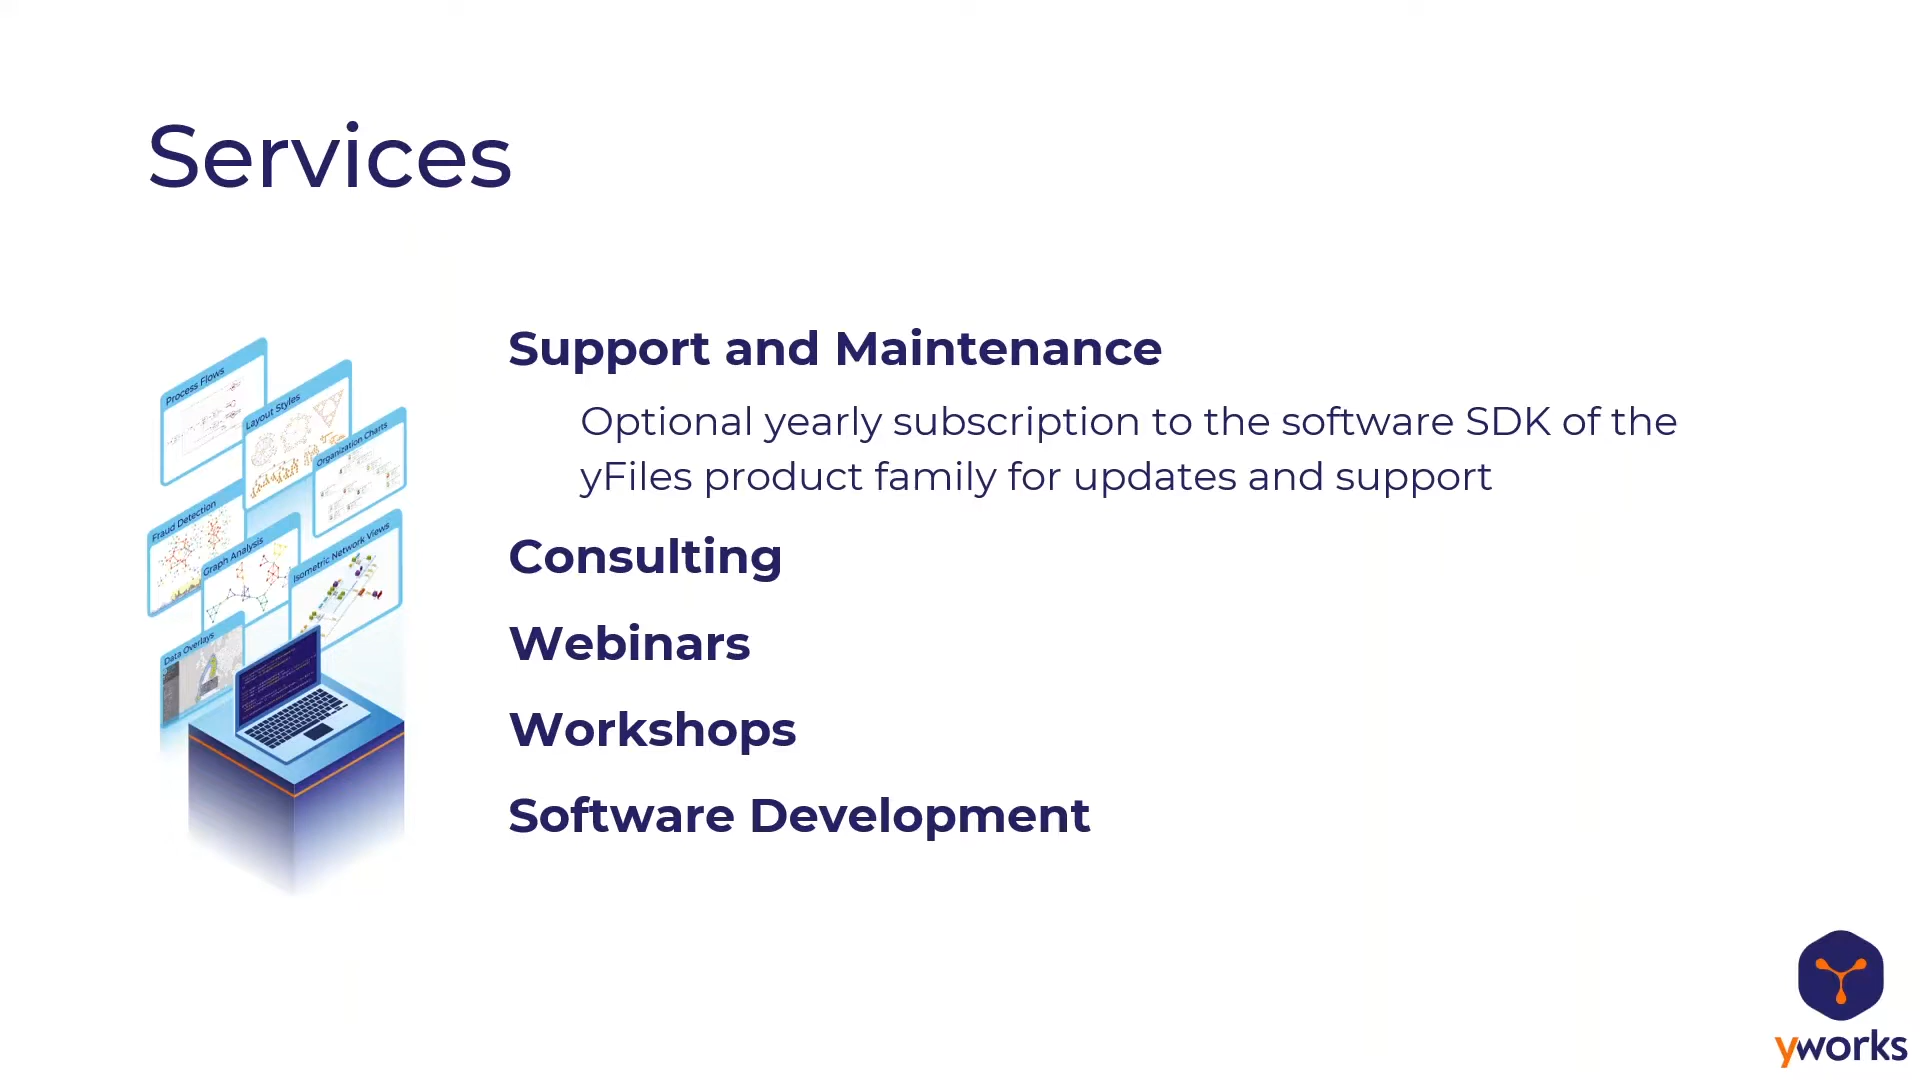 Services
Process Flows
Layout Styles
Organization Charts
Fraud Detection
Graph Analysis
Isometric Network Views
Data Overlays
Support and Maintenance
Optional yearly subscription to the software SDK of the
yFiles product family for updates and support
Consulting
Webinars
Workshops
Software Development
yworks